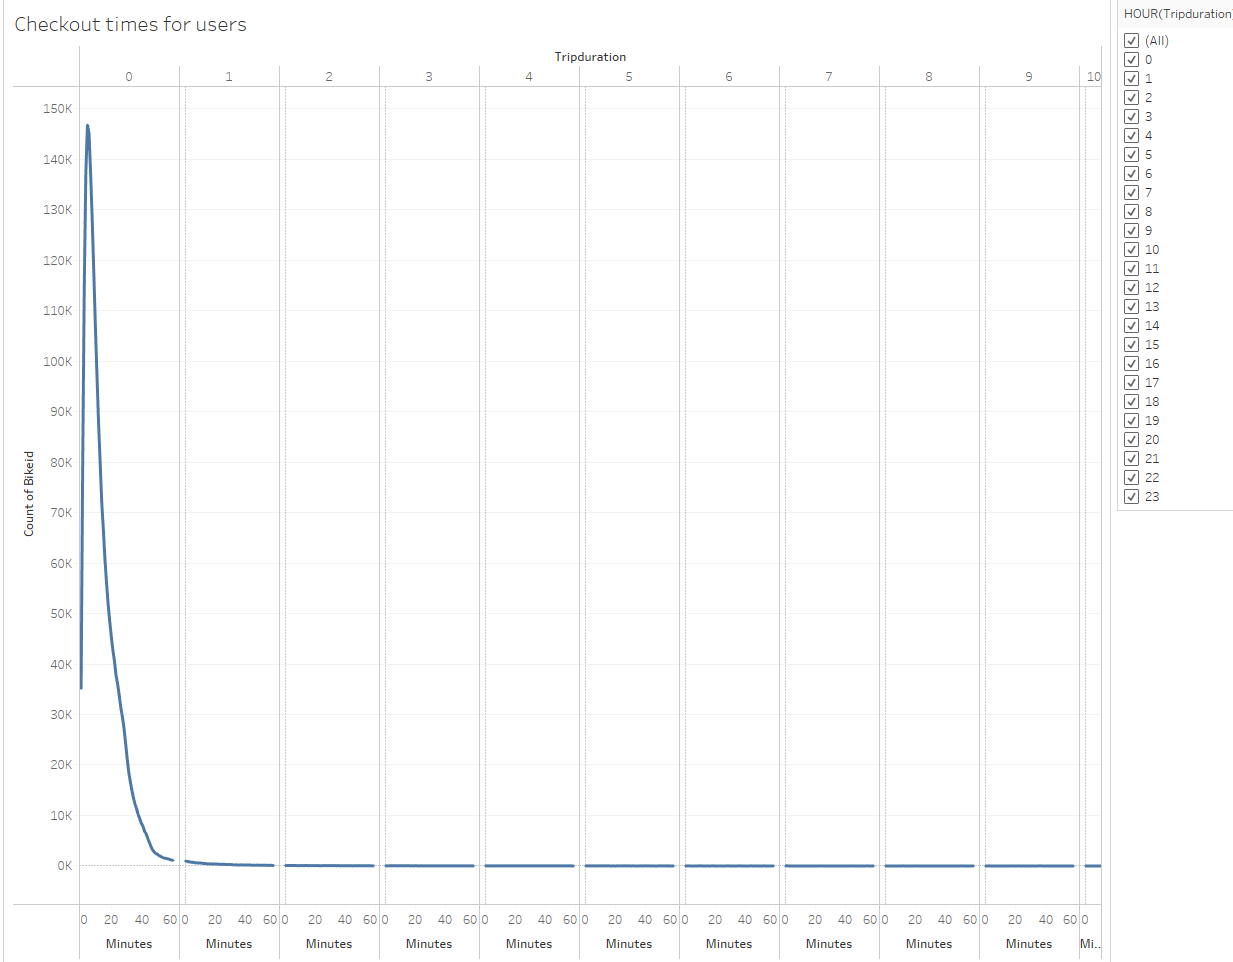 Checkout times for users
Tripduration
0 1 2 3 4 5 6 7 8 9 10
150K
140K
130K
120K
110K
100K
90K
80K
70K
60K
50K
40K
30K
20K
10K
0K
Count of Bikeid
0 20 40 60 0 20 40 60 0 20 40 60 0 20 40 60 0 20 40 60 0 20 40 60 0 20 40 60 0 20 40 60 0 20 40 60 0 20 40 60 0
Minutes Minutes Minutes Minutes Minutes Minutes Minutes Minutes Minutes Minutes Mi..
HOUR(Tripduration)
(All)
0
1
2
3
4
5
6
7
8
9
10
11
12
13
14
15
16
17
18
19
20
21
22
23